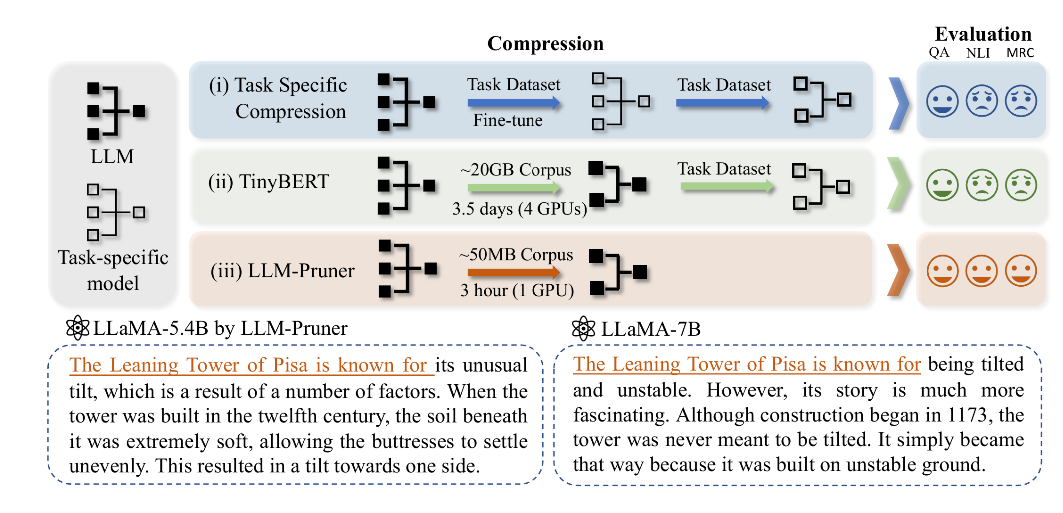 Compression
Evaluation
QA NLI MRC
LLM
Task-specific
model
(i) Task Specific
Compression
Task Dataset
Fine-tune
Task Dataset
(ii) TinyBERT
~20GB Corpus
3.5 days (4 GPUs)
Task Dataset
(iii) LLM-Pruner
~50MB Corpus
3 hour (1 GPU)
LLaMA-5.4B by LLM-Pruner
The Leaning Tower of Pisa is known for its unusual
tilt, which is a result of a number of factors. When the
tower was built in the twelfth century, the soil beneath
it was extremely soft, allowing the buttresses to settle
unevenly. This resulted in a tilt towards one side.
LLaMA-7B
The Leaning Tower of Pisa is known for being tilted
and unstable. However, its story is much more
fascinating. Although construction began in 1173, the
tower was never meant to be tilted. It simply became
that way because it was built on unstable ground.